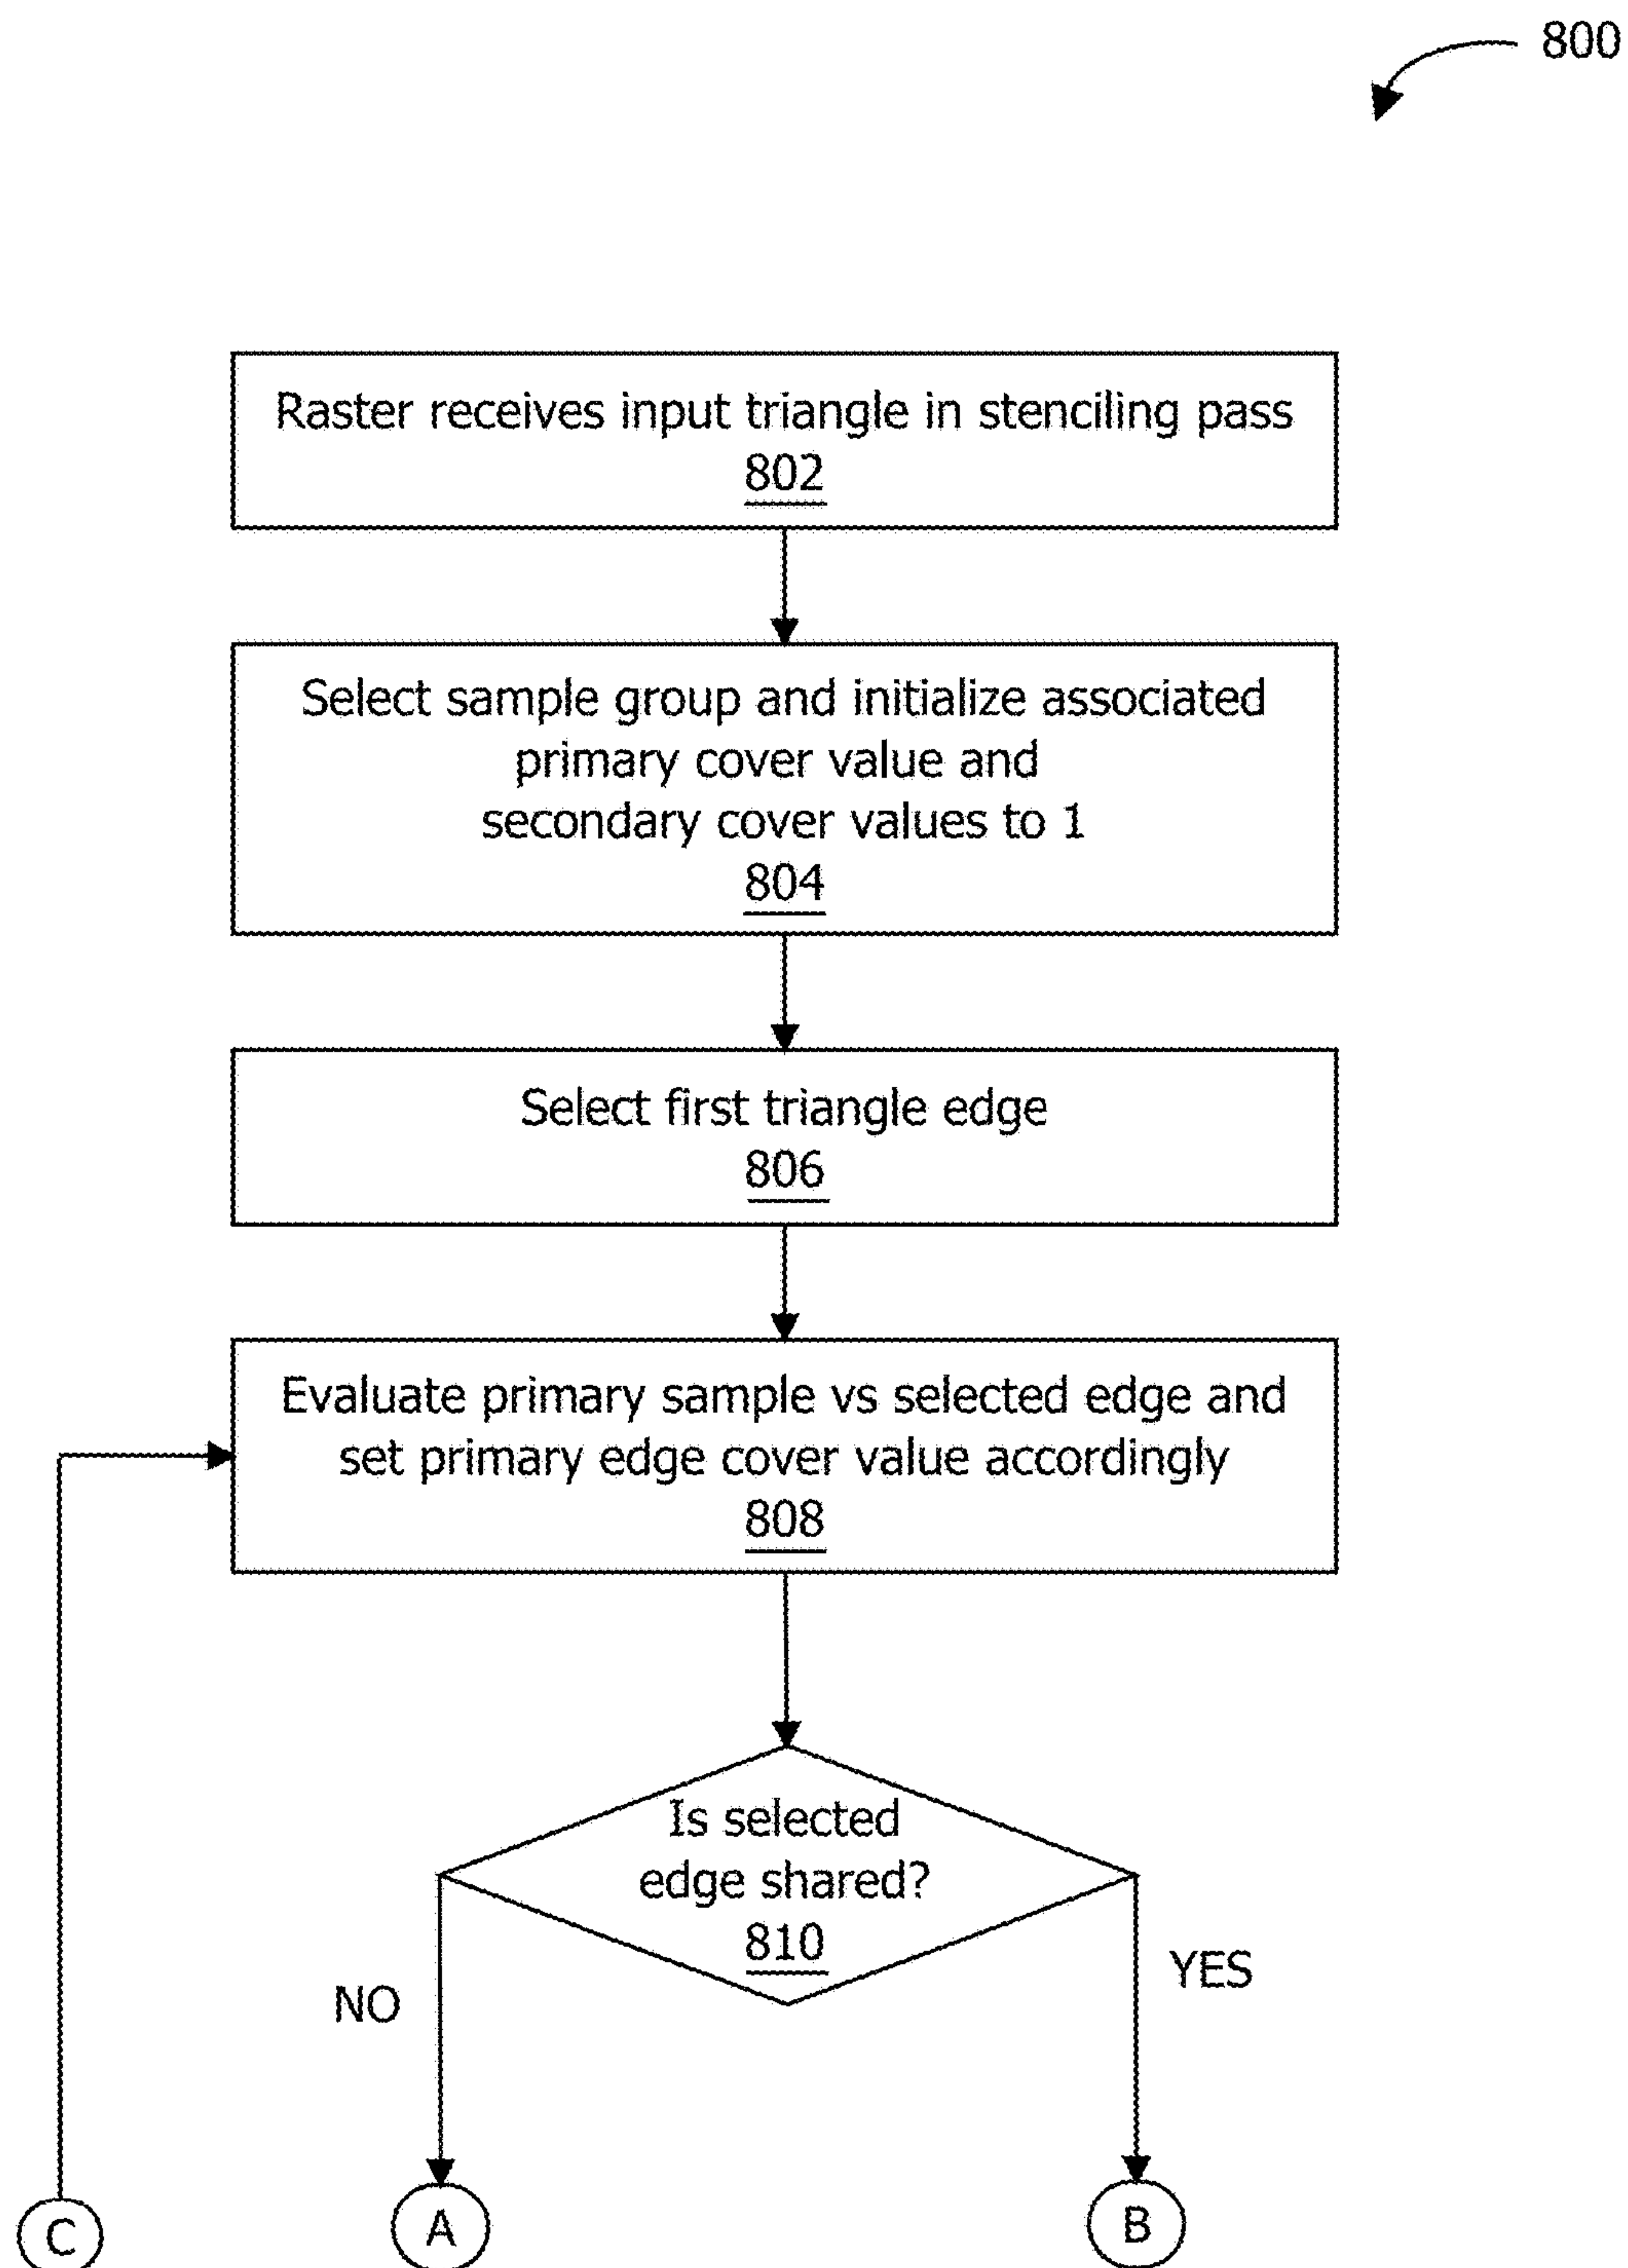 800
Raster receives input triangle in stenciling pass
802
Select sample group and initialize associated
primary cover value and
secondary cover values to 1
804
Select first triangle edge
806
Evaluate primary sample vs selected edge and
set primary edge cover value accordingly
808
Is selected
edge shared?
810
NO
YES
C
A
B